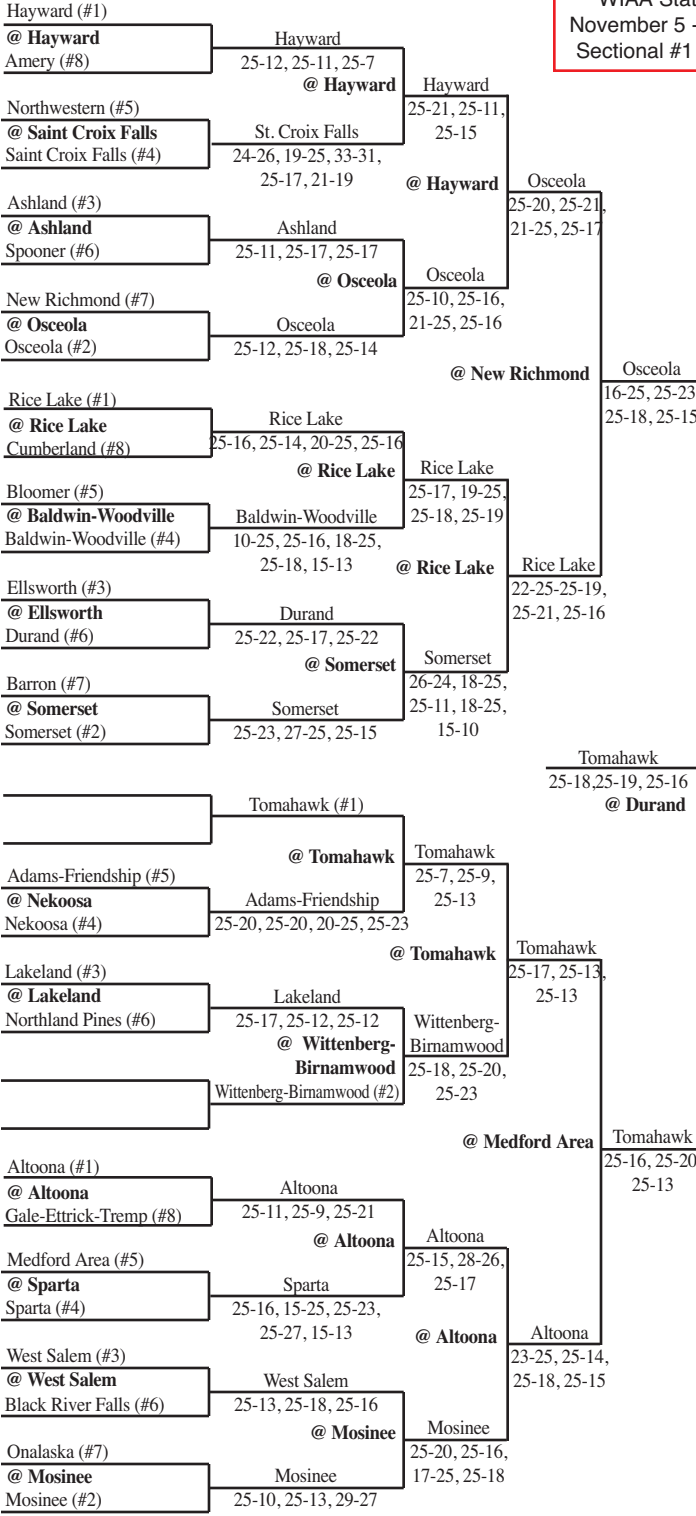 WIAA Stat
November 5 -
Sectional #1
Hayward (#1)
@ Hayward
Amery (#8)
Hayward
25-12, 25-11, 25-7
@ Hayward
Hayward
25-21, 25-11,
25-15
Northwestern (#5)
@ Saint Croix Falls
Saint Croix Falls (#4)
St. Croix Falls
24-26, 19-25, 33-31,
25-17, 21-19
@ Hayward
Osceola
25-20, 25-21,
21-25, 25-17
Ashland (#3)
@ Ashland
Spooner (#6)
Ashland
25-11, 25-17, 25-17
@ Osceola
Osceola
25-10, 25-16,
21-25, 25-16
New Richmond (#7)
@ Osceola
Osceola (#2)
Osceola
25-12, 25-18, 25-14
@ New Richmond
Osceola
16-25, 25-23
25-18, 25-15
Rice Lake (#1)
@ Rice Lake
Cumberland (#8)
Rice Lake
25-16, 25-14, 20-25, 25-16
@ Rice Lake
Rice Lake
25-17, 19-25,
25-18, 25-19
Bloomer (#5)
@ Baldwin-Woodville
Baldwin-Woodville (#4)
Baldwin-Woodville
10-25, 25-16, 18-25,
25-18, 15-13
@ Rice Lake
Rice Lake
22-25-25-19,
25-21, 25-16
Ellsworth (#3)
@ Ellsworth
Durand (#6)
Durand
25-22, 25-17, 25-22
@ Somerset
Somerset
26-24, 18-25,
25-11, 18-25,
15-10
Barron (#7)
@ Somerset
Somerset (#2)
Somerset
25-23, 27-25, 25-15
Tomahawk
25-18,25-19, 25-16
@ Durand
Tomahawk (#1)
@ Tomahawk
Tomahawk
25-7, 25-9,
25-13
Adams-Friendship (#5)
@ Nekoosa
Nekoosa (#4)
Adams-Friendship
25-20, 25-20, 20-25, 25-23
@ Tomahawk
Tomahawk
25-17, 25-13,
25-13
Lakeland (#3)
@ Lakeland
Northland Pines (#6)
Lakeland
25-17, 25-12, 25-12
@ Wittenberg-
Birnamwood
Wittenberg-
Birnamwood
25-18, 25-20,
25-23
Wittenberg-Birnamwood (#2)
@ Medford Area
Tomahawk
25-16, 25-20
25-13
Altoona (#1)
@ Altoona
Gale-Ettrick-Tremp (#8)
Altoona
25-11, 25-9, 25-21
@ Altoona
Altoona
25-15, 28-26,
25-17
Medford Area (#5)
@ Sparta
Sparta (#4)
Sparta
25-16, 15-25, 25-23,
25-27, 15-13
@ Altoona
Altoona
23-25, 25-14,
25-18, 25-15
West Salem (#3)
@ West Salem
Black River Falls (#6)
West Salem
25-13, 25-18, 25-16
@ Mosinee
Mosinee
25-20, 25-16,
17-25, 25-18
Onalaska (#7)
@ Mosinee
Mosinee (#2)
Mosinee
25-10, 25-13, 29-27